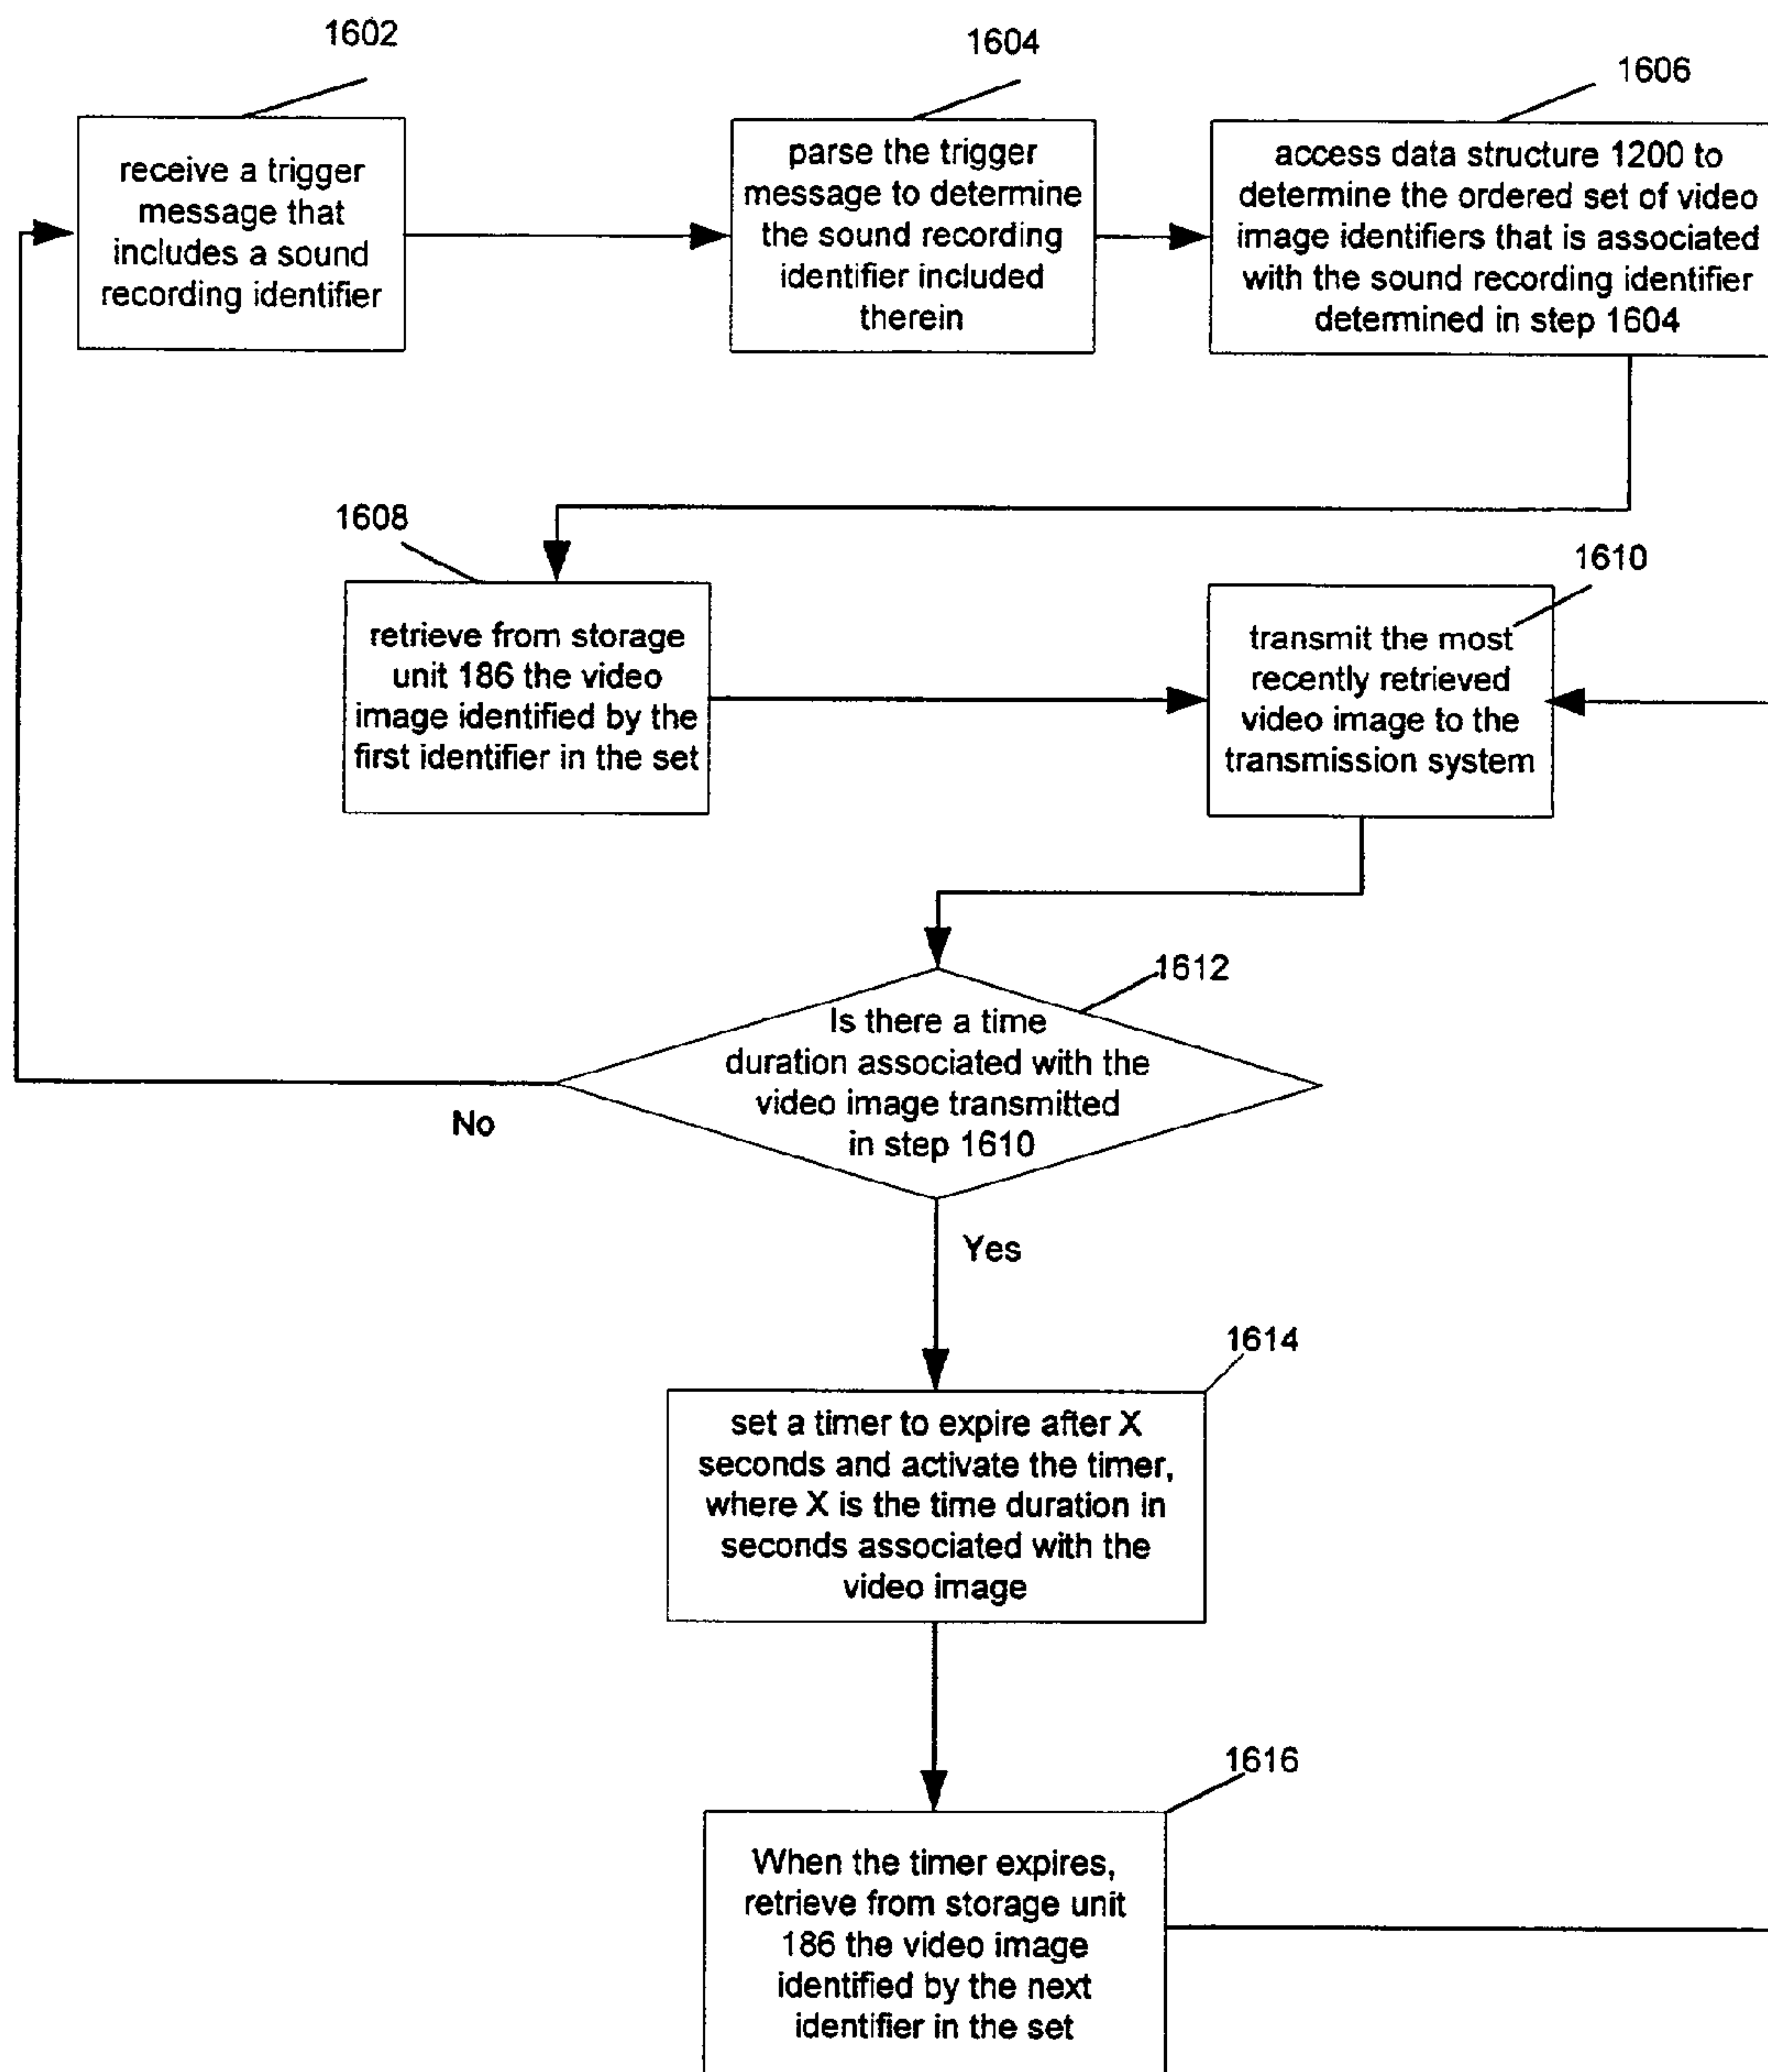 1602
receive a trigger
message that
includes a sound
recording identifier
1604
parse the trigger
message to determine
the sound recording
identifier included
therein
1606
access data structure 1200 to
determine the ordered set of video
image identifiers that is associated
with the sound recording identifier
determined in step 1604
1608
retrieve from storage
unit 186 the video
image identified by the
first identifier in the set
1610
transmit the most
recently retrieved
video image to the
transmission system
1612
Is there a time
duration associated with the
video image transmitted
in step 1610
No
Yes
1614
set a timer to expire after X
seconds and activate the timer,
where X is the time duration in
seconds associated with the
video image
1616
When the timer expires,
retrieve from storage unit
186 the video image
identified by the next
identifier in the set